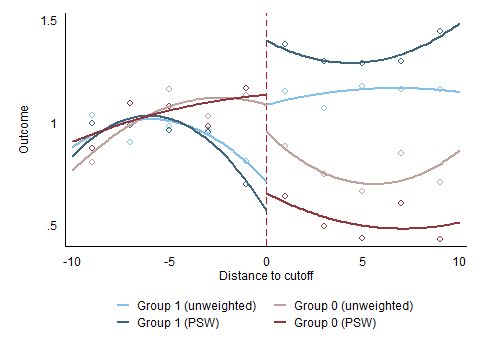 1.5
1
.5
Outcome
-10 -5 0 5 10
Distance to cutoff
Group 1 (unweighted) Group 0 (unweighted)
Group 1 (PSW) Group 0 (PSW)